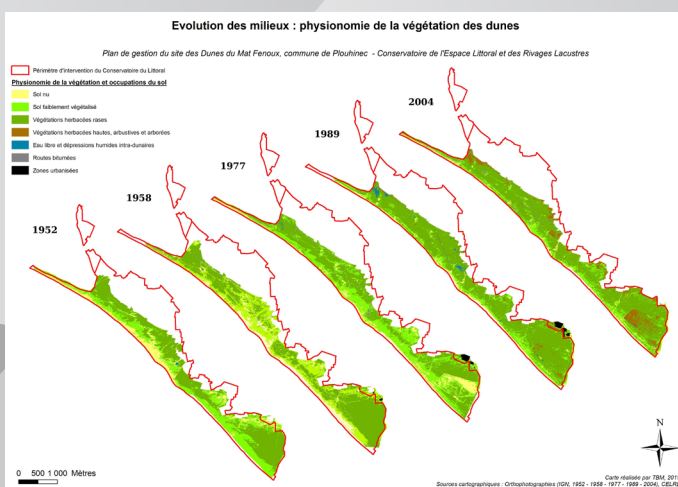 Evolution des milieux : physionomie de la végétation des dunes
Plan de gestion du site des Dunes du Mat Fenoux, commune de Plouhinec - Conservatoire de l'Espace Littoral et des Rivages Lacustres
Périmètre d'intervention du Conservatoire du Littoral
Physionomie de la végétation et occupations du sol
Sol nu
Sol faiblement végétalisé
Végétations herbacées rases
Végétations herbacées hautes, arbustives et arborées
Eau libre et dépressions humides intra-dunaires
Routes bitumées
Zones urbanisées
2004
1989
1977
1958
1952
N
0 500 1 000 Mètres
Carte réalisée par TBM, 201
Sources cartographiques : Orthophotographies (IGN, 1952 - 1958 - 1977 - 1989 - 2004), CELRL